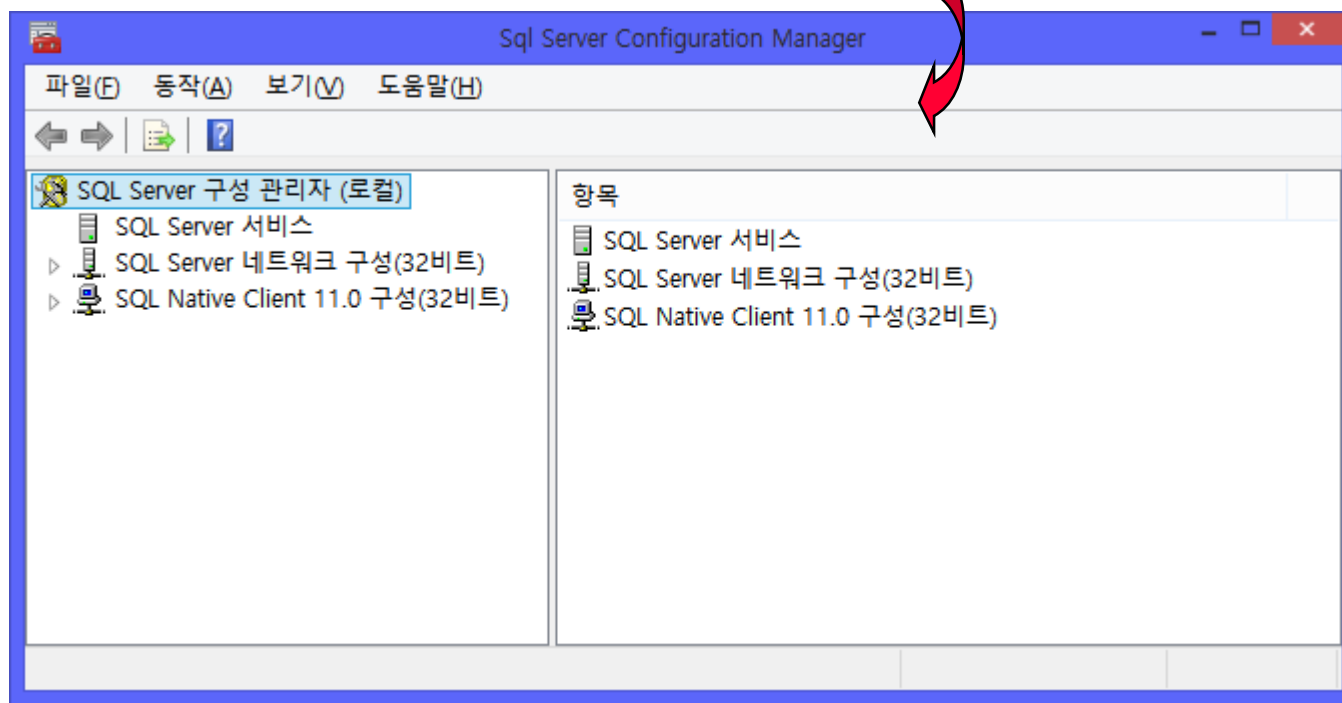 Sql Server Configuration Manager
파일(F) 동작(A) 보기(V) 도움말(H)
SQL Server 구성 관리자 (로컬)
SQL Server 서비스
SQL Server 네트워크 구성(32비트)
SQL Native Client 11.0 구성(32비트)
항목
SQL Server 서비스
SQL Server 네트워크 구성(32비트)
SQL Native Client 11.0 구성(32비트)